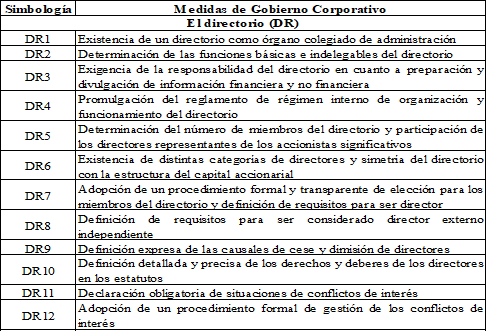 Simbología Medidas de Gobierno Corporativo
El directorio (DR)
DR1 Existencia de un directorio como órgano colegiado de administración
DR2 Determinación de las funciones básicas e indelegables del directorio
DR3 Exigencia de la responsabilidad del directorio en cuanto a preparación y
divulgación de información financiera y no financiera
DR4 Promulgación del reglamento de régimen interno de organización y
funcionamiento del directorio
DR5 Determinación del número de miembros del directorio y participación de
los directores representantes de los accionistas significativos
DR6 Existencia de distintas categorías de directores y simetría del directorio
con la estructura del capital accionarial
DR7 Adopción de un procedimiento formal y transparente de elección para los
miembros del directorio y definición de requisitos para ser director
DR8 Definición de requisitos para ser considerado director externo
independiente
DR9 Definición expresa de las causales de cese y dimisión de directores
DR10 Definición detallada y precisa de los derechos y deberes de los directores
en los estatutos
DR11 Declaración obligatoria de situaciones de conflictos de interés
DR12 Adopción de un procedimiento formal de gestión de los conflictos de
interés